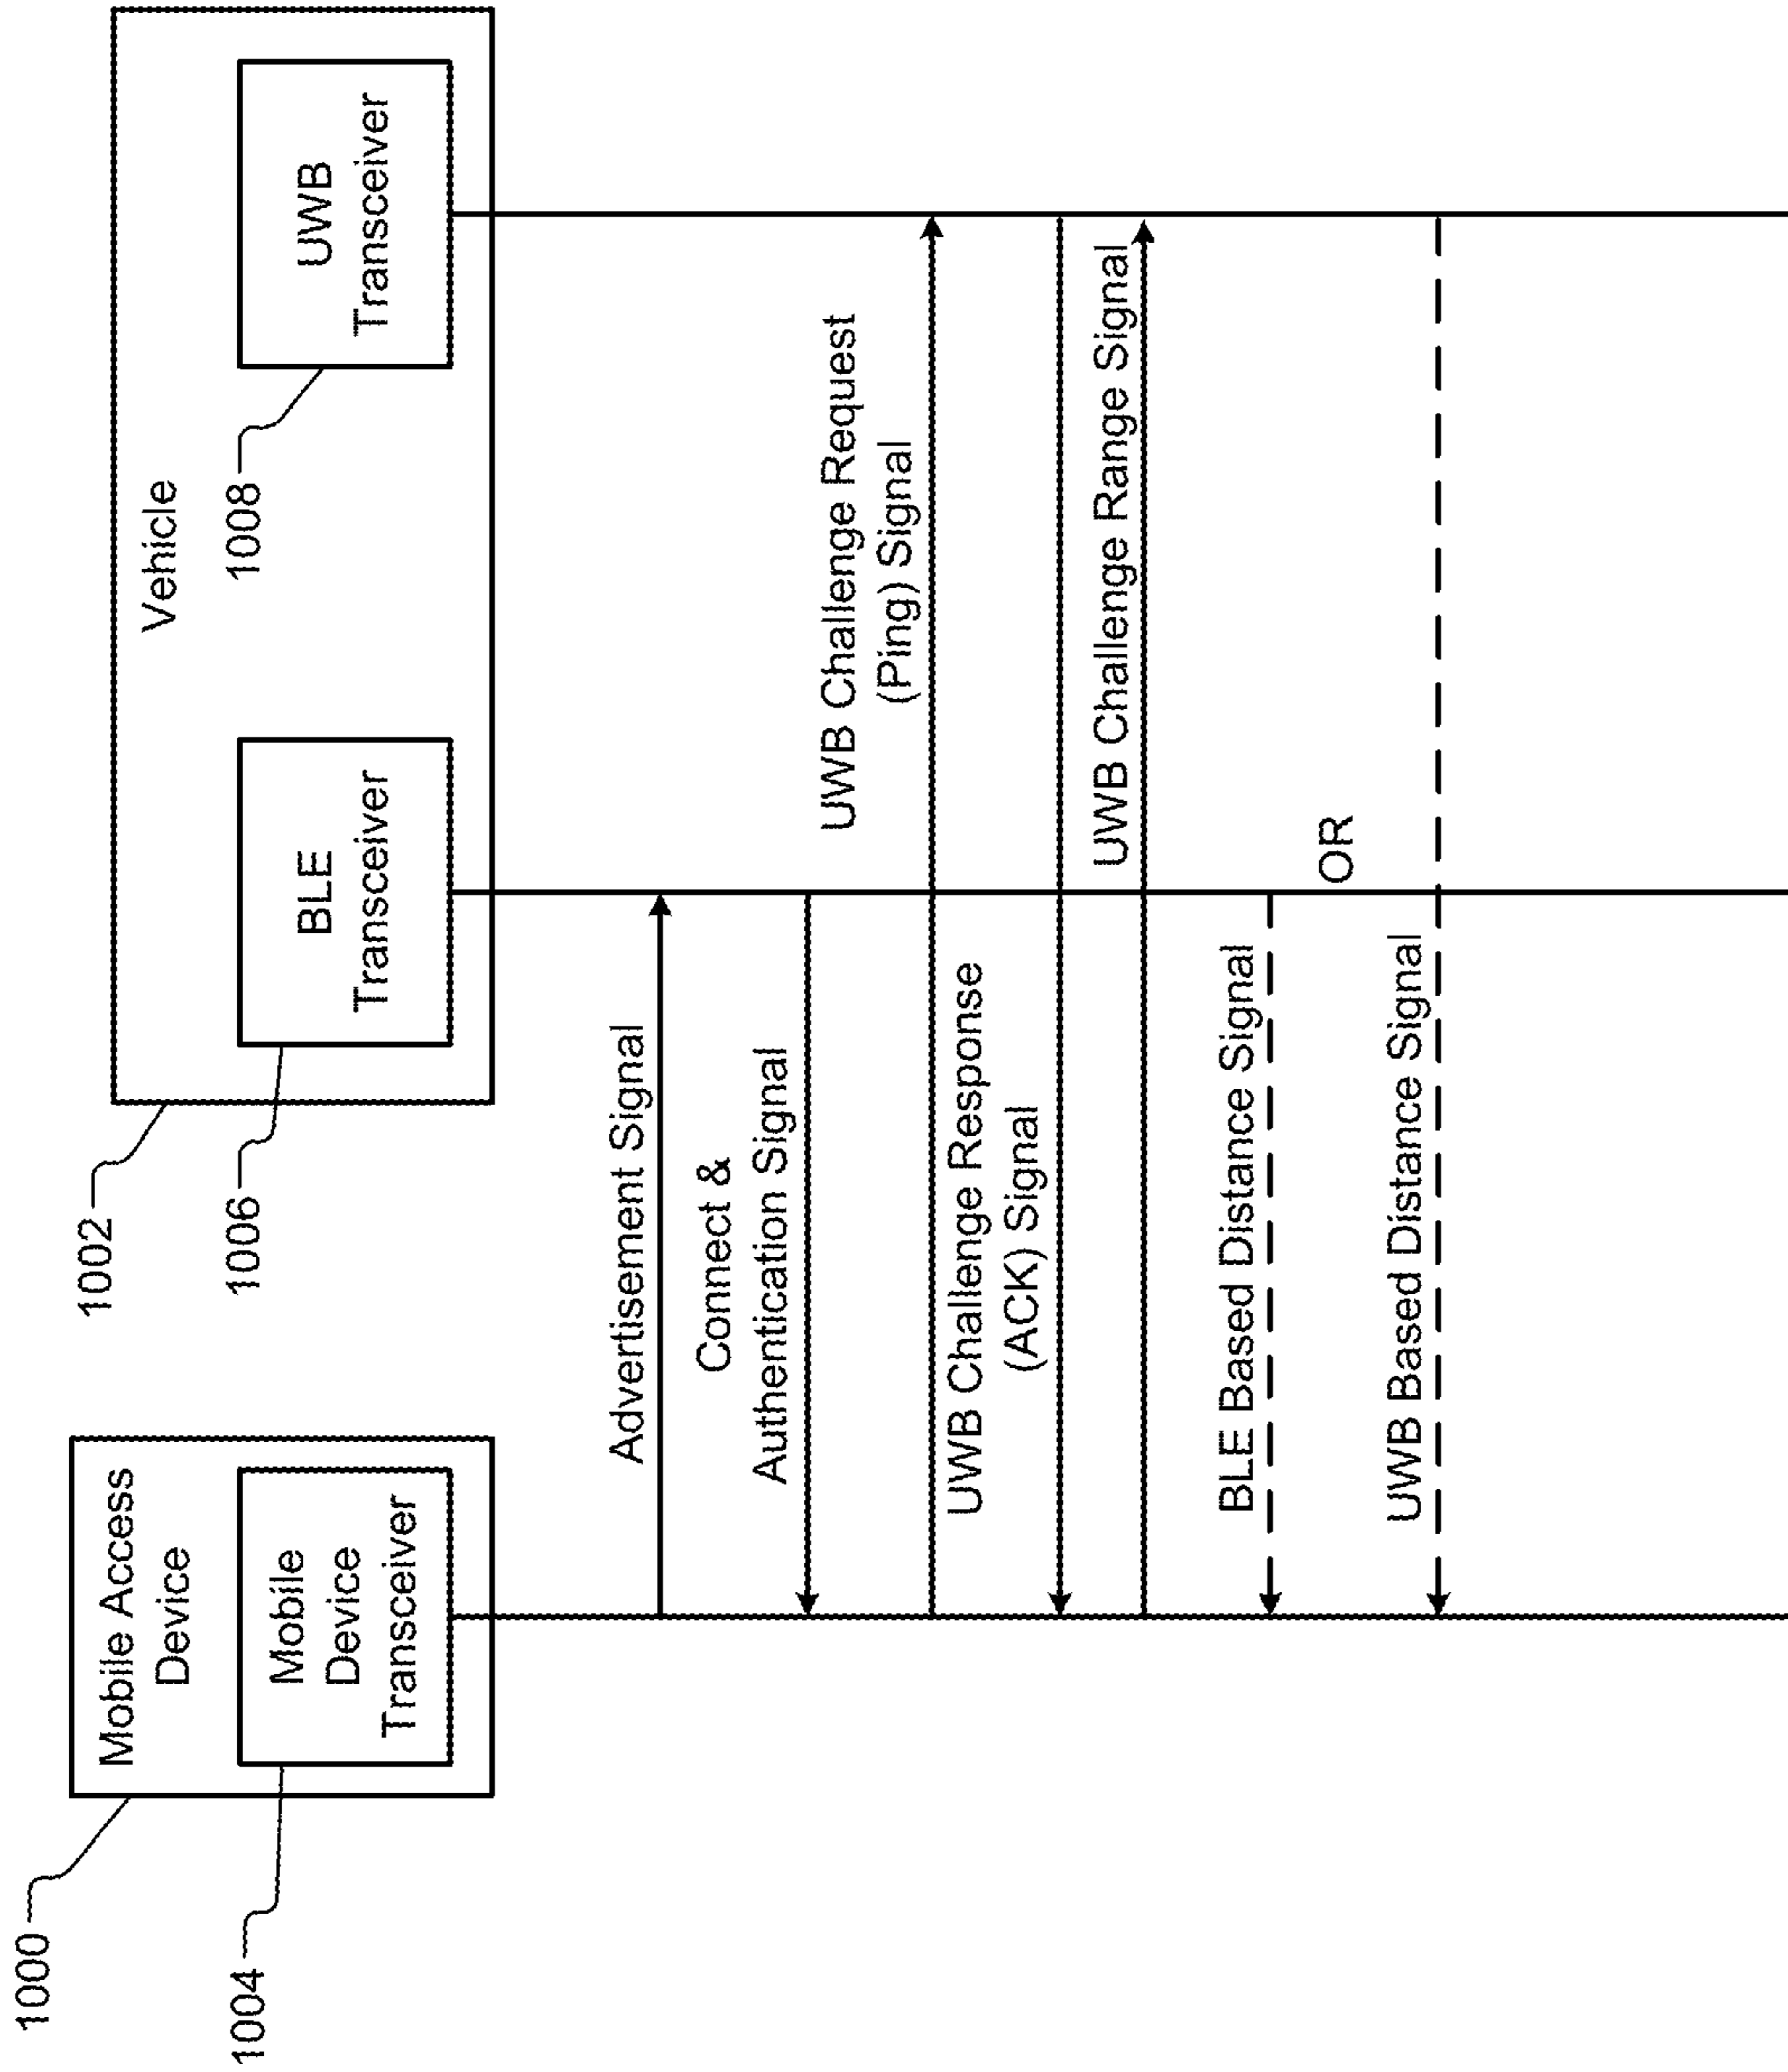 1000
Mobile Access
Device
1004
Mobile
Device
Transceiver
1002
Vehicle
1006
BLE
Transceiver
1008
UWB
Transceiver
Advertisement Signal
Connect &
Authentication Signal
UWB Challenge Request
(Ping) Signal
UWB Challenge Response
(ACK) Signal
UWB Challenge Range Signal
BLE Based Distance Signal
OR
UWB Based Distance Signal